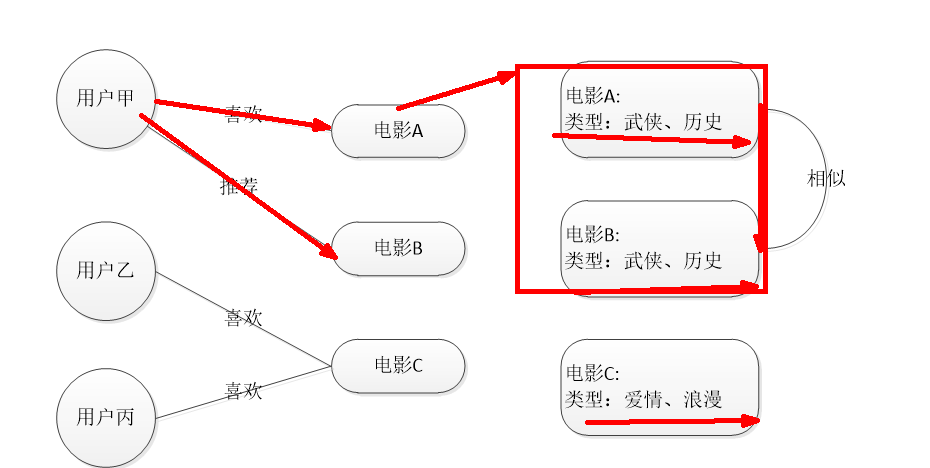 用户甲
喜欢
电影A
推荐
电影B
用户乙
喜欢
电影C
喜欢
用户丙
电影A:
类型：武侠、历史
相似
电影B:
类型：武侠、历史
电影C:
类型：爱情、浪漫